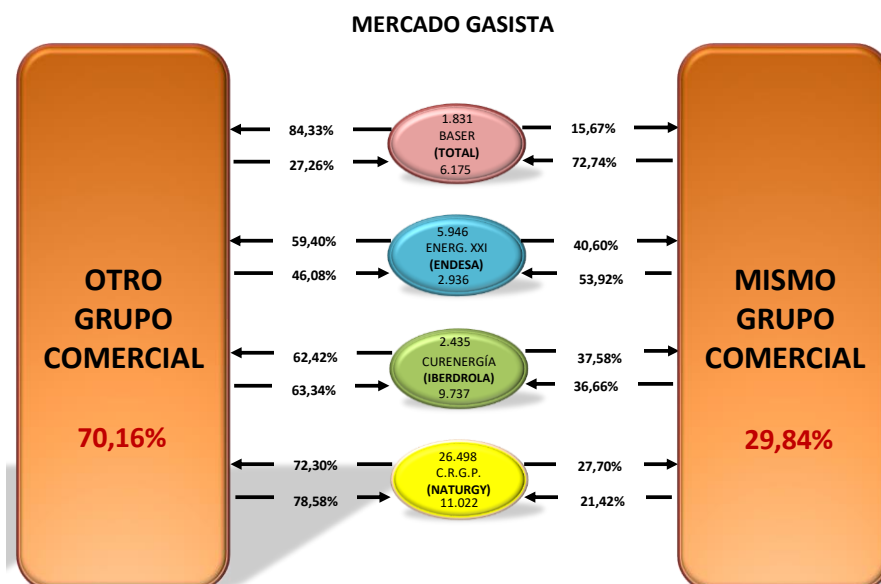 MERCADO GASISTA
OTRO
GRUPO
COMERCIAL
70,16%
84,33%
27,26%
1.831
BASER
(TOTAL)
6.175
15,67%
72,74%
59,40%
46,08%
5.946
ENERG. XXI
(ENDESA)
2.936
40,60%
53,92%
62,42%
63,34%
2.435
CURENERGÍA
(IBERDROLA)
9.737
37,58%
36,66%
72,30%
78,58%
26.498
C.R.G.P.
(NATURGY)
11.022
27,70%
21,42%
MISMO
GRUPO
COMERCIAL
29,84%